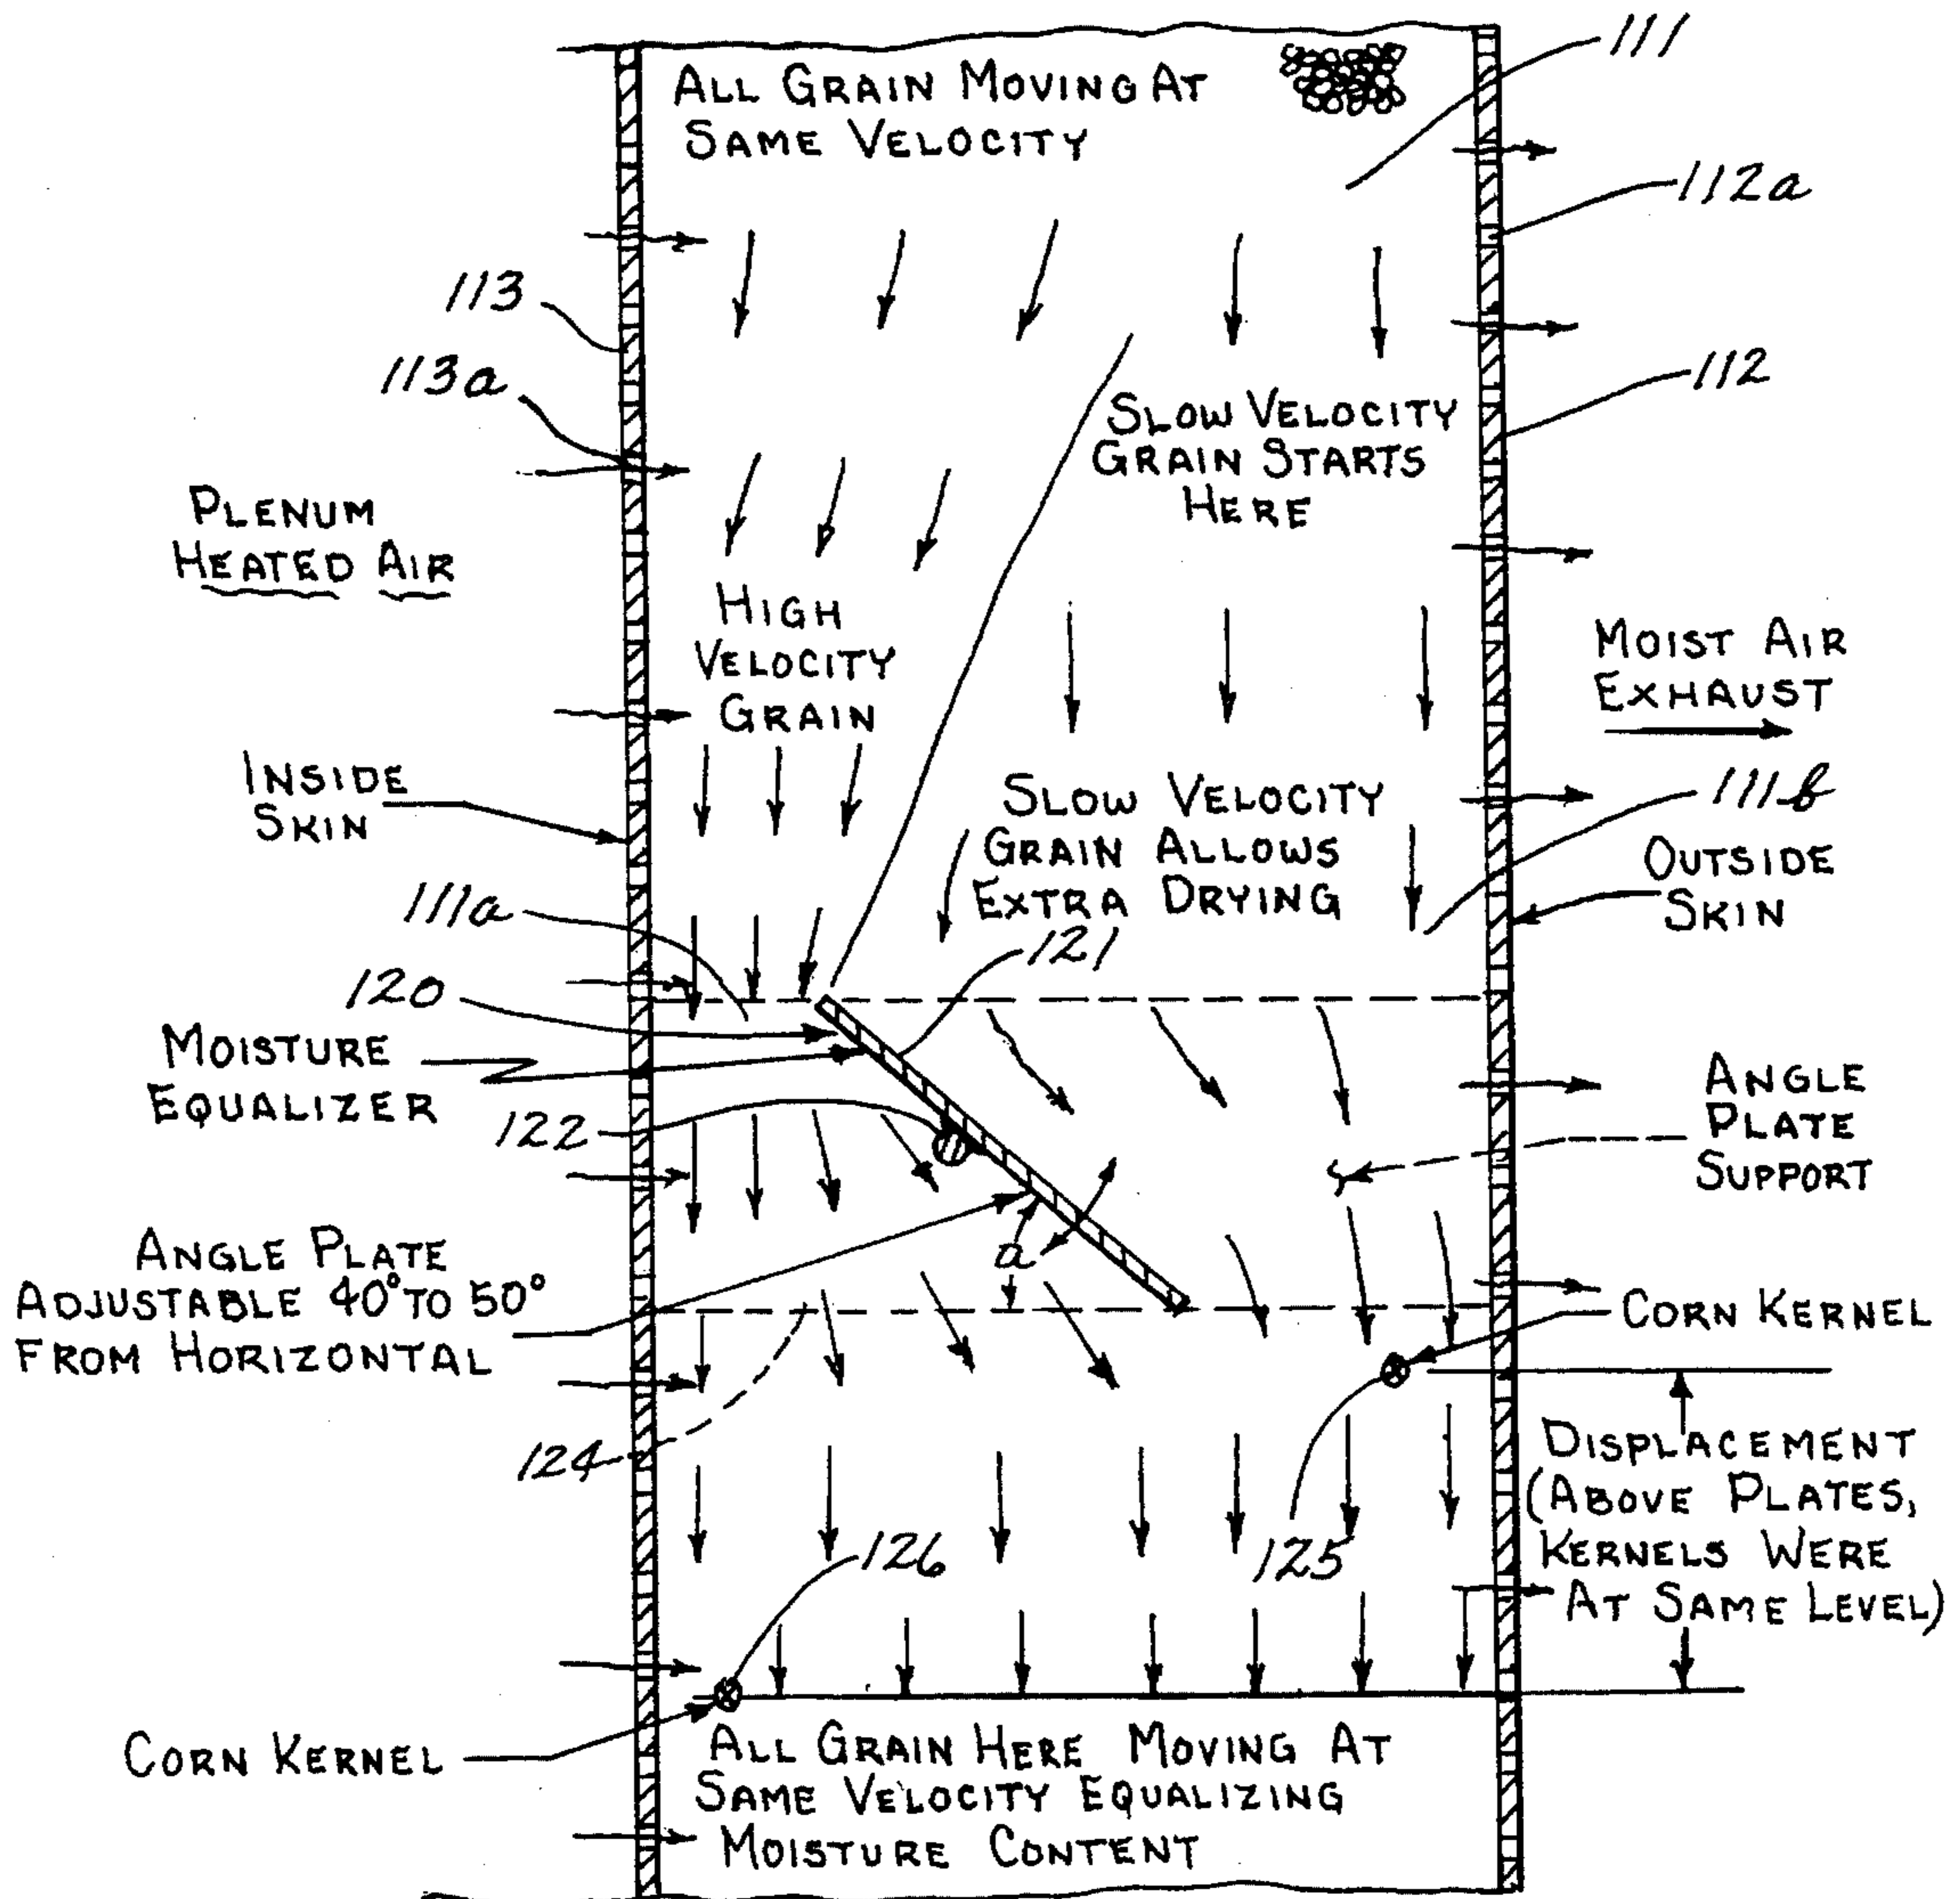 ALL GRAIN MOVING AT
SAME VELOCITY
111
112a
113
113a
112
SLOW VELOCITY
GRAIN STARTS
HERE
PLENUM
HEATED AIR
HIGH
VELOCITY
GRAIN
MOIST AIR
EXHAUST
INSIDE
SKIN
SLOW VELOCITY
GRAIN ALLOWS
EXTRA DRYING
111b
OUTSIDE
SKIN
111a
121
120
MOISTURE
EQUALIZER
122
ANGLE
PLATE
SUPPORT
ANGLE PLATE
ADJUSTABLE 40° TO 50°
FROM HORIZONTAL
a
CORN KERNEL
124
DISPLACEMENT
(ABOVE PLATES,
KERNELS WERE
AT SAME LEVEL)
126
125
CORN KERNEL
ALL GRAIN HERE MOVING AT
SAME VELOCITY EQUALIZING
MOISTURE CONTENT